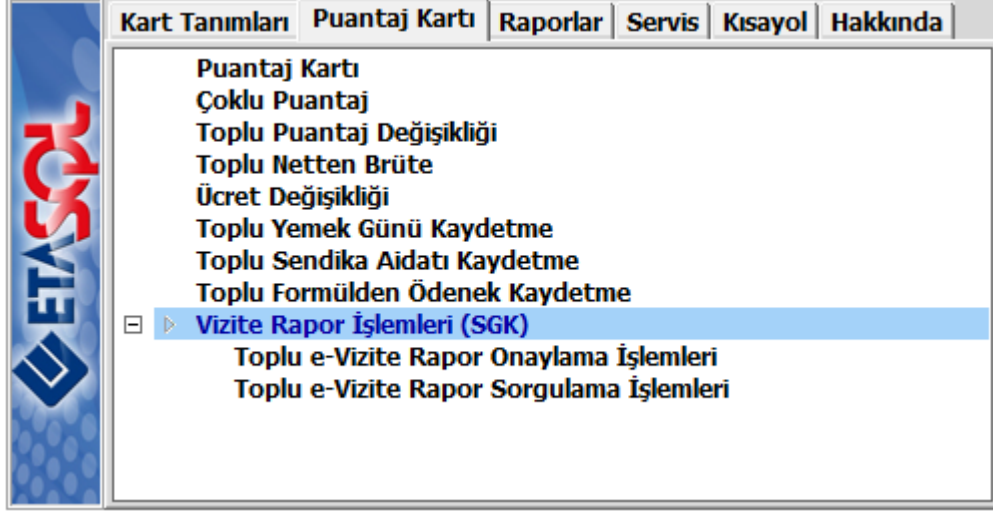 Kart Tanımları Puantaj Kartı Raporlar Servis Kısayol Hakkında
Puantaj Kartı
Çoklu Puantaj
Toplu Puantaj Değişikliği
Toplu Netten Brüte
Ücret Değişikliği
Toplu Yemek Günü Kaydetme
Toplu Sendika Aidatı Kaydetme
Toplu Formülden Ödenek Kaydetme
Vizite Rapor İşlemleri (SGK)
Toplu e-Vizite Rapor Onaylama İşlemleri
Toplu e-Vizite Rapor Sorgulama İşlemleri
ETASQL